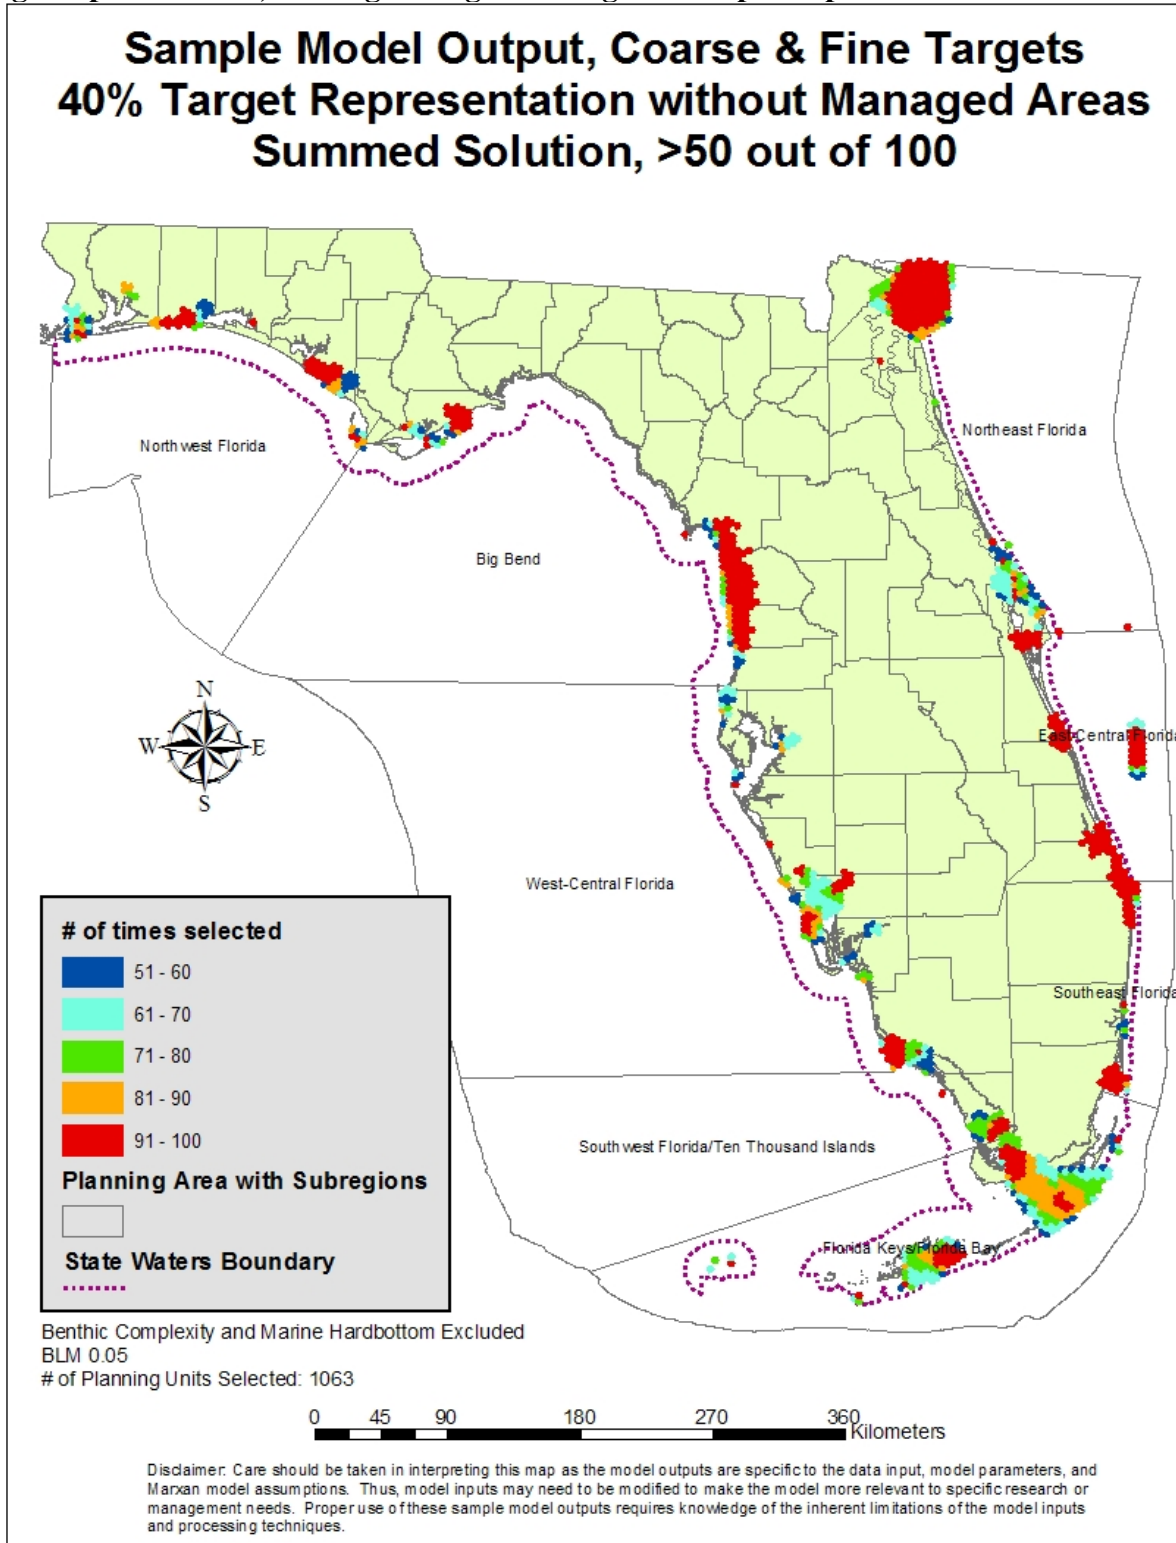 Sample Model Output, Coarse & Fine Targets
40% Target Representation without Managed Areas
Summed Solution, >50 out of 100
Northwest Florida
Northeast Florida
Big Bend
N
W
E
S
East-Central Florida
West-Central Florida
# of times selected
51 - 60
61 - 70
71 - 80
81 - 90
91 - 100
Southeast Florida
Southwest Florida/Ten Thousand Islands
Planning Area with Subregions
State Waters Boundary
Florida Keys/Florida Bay
Benthic Complexity and Marine Hardbottom Excluded
BLM 0.05
# of Planning Units Selected: 1063
0 45 90 180 270 360
Kilometers
Disclaimer: Care should be taken in interpreting this map as the model outputs are specific to the data input, model parameters, and
Marxan model assumptions. Thus, model inputs may need to be modified to make the model more relevant to specific research or
management needs. Proper use of these sample model outputs requires knowledge of the inherent limitations of the model inputs
and processing techniques.